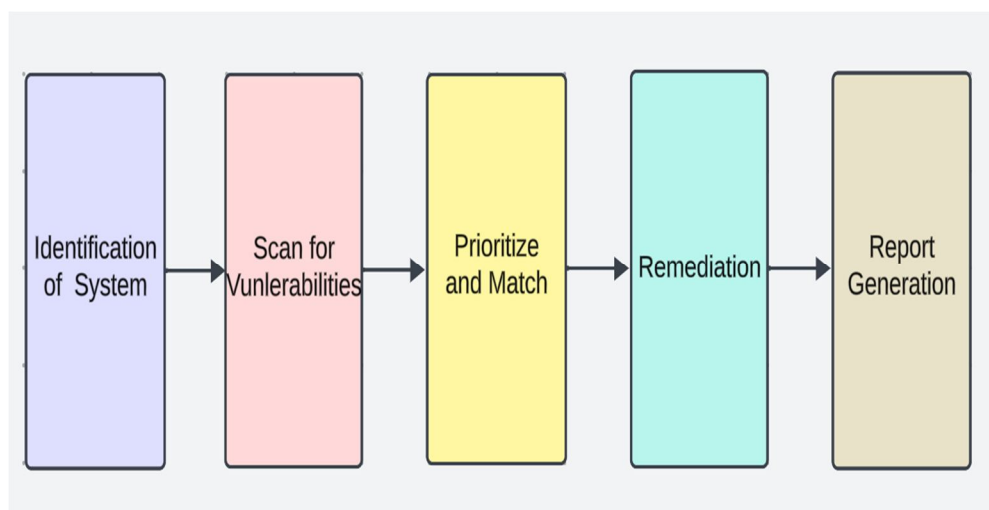 Identification
of System
Scan for
Vunlerabilities
Prioritize
and Match
Remediation
Report
Generation